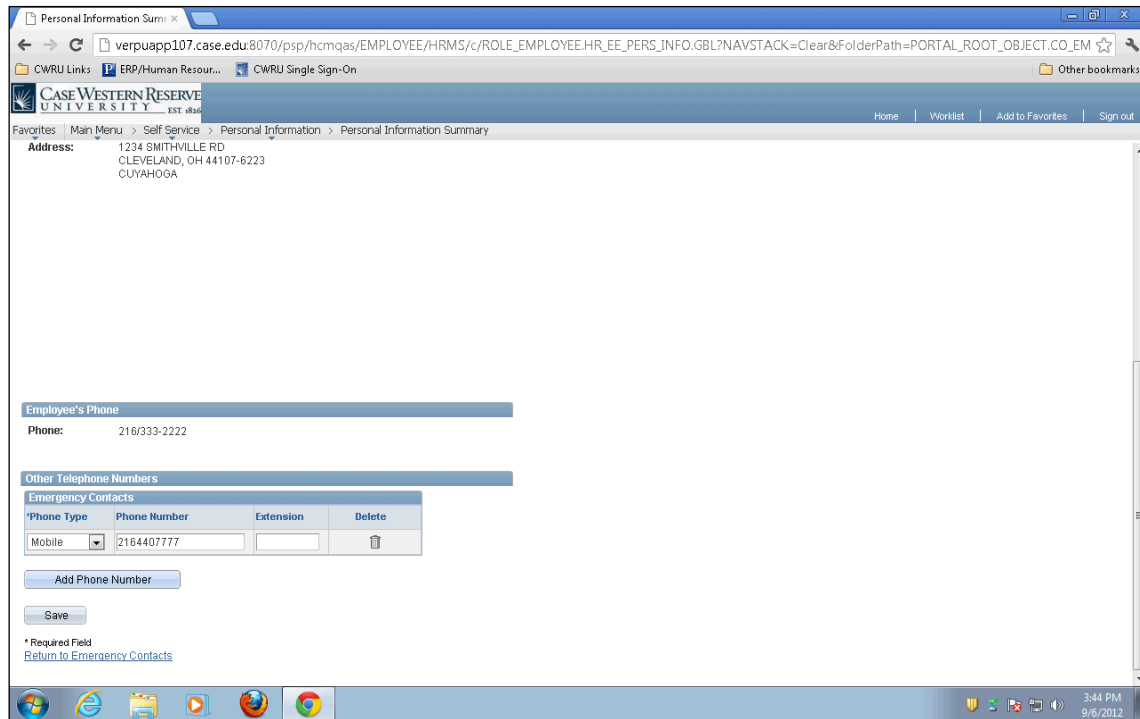 Personal Information Sum
verpuapp107.case.edu:8070/psp/hcmqas/EMPLOYEE/HRMS/c/ROLE_EMPLOYEE.HR_EE_PERS_INFO.GBL?NAVSTACK=Clear&FolderPath=PORTAL_ROOT_OBJECT.CO_EM
CWRU Links ERP/Human Resour... CWRU Single Sign-On Other bookmarks
CASE WESTERN RESERVE
UNIVERSITY EST. 1826
Home | Worklist | Add to Favorites | Sign out
Favorites Main Menu > Self Service > Personal Information > Personal Information Summary
Address: 1234 SMITHVILLE RD
CLEVELAND, OH 44107-6223
CUYAHOGA
Employee's Phone
Phone: 216/333-2222
Other Telephone Numbers
Emergency Contacts
*Phone Type Phone Number Extension Delete
Mobile 2164407777
Add Phone Number
Save
* Required Field
Return to Emergency Contacts
3:44 PM
9/6/2012